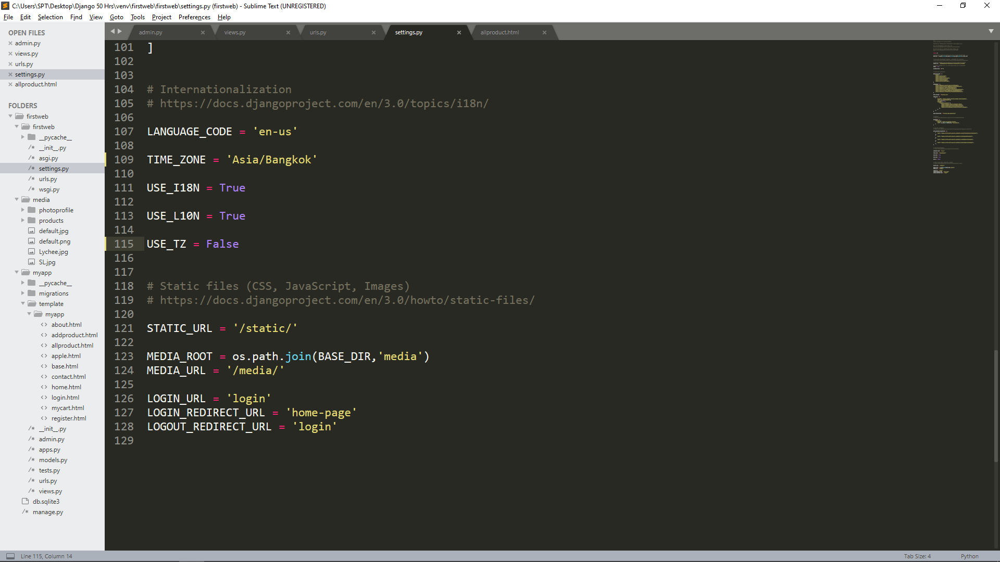 C:\Users\SPT\Desktop\Django 50 Hrs\venv\firstweb\firstweb\settings.py (firstweb) - Sublime Text (UNREGISTERED)
File Edit Selection Find View Goto Tools Project Preferences Help
OPEN FILES
admin.py
views.py
urls.py
settings.py
allproduct.html
FOLDERS
firstweb
firstweb
__pycache__
__init__.py
asgi.py
settings.py
urls.py
wsgi.py
media
photoprofile
products
default.jpg
default.png
Lychee.jpg
SL.jpg
myapp
__pycache__
migrations
template
myapp
about.html
addproduct.html
allproduct.html
apple.html
base.html
contact.html
home.html
login.html
mycart.html
register.html
__init__.py
admin.py
apps.py
models.py
tests.py
urls.py
views.py
db.sqlite3
manage.py
admin.py views.py urls.py settings.py allproduct.html
101 ]
102
103
104 # Internationalization
105 # https://docs.djangoproject.com/en/3.0/topics/i18n/
106
107 LANGUAGE_CODE = 'en-us'
108
109 TIME_ZONE = 'Asia/Bangkok'
110
111 USE_I18N = True
112
113 USE_L10N = True
114
115 USE_TZ = False
116
117
118 # Static files (CSS, JavaScript, Images)
119 # https://docs.djangoproject.com/en/3.0/howto/static-files/
120
121 STATIC_URL = '/static/'
122
123 MEDIA_ROOT = os.path.join(BASE_DIR,'media')
124 MEDIA_URL = '/media/'
125
126 LOGIN_URL = 'login'
127 LOGIN_REDIRECT_URL = 'home-page'
128 LOGOUT_REDIRECT_URL = 'login'
129
Line 115, Column 14 Tab Size: 4 Python